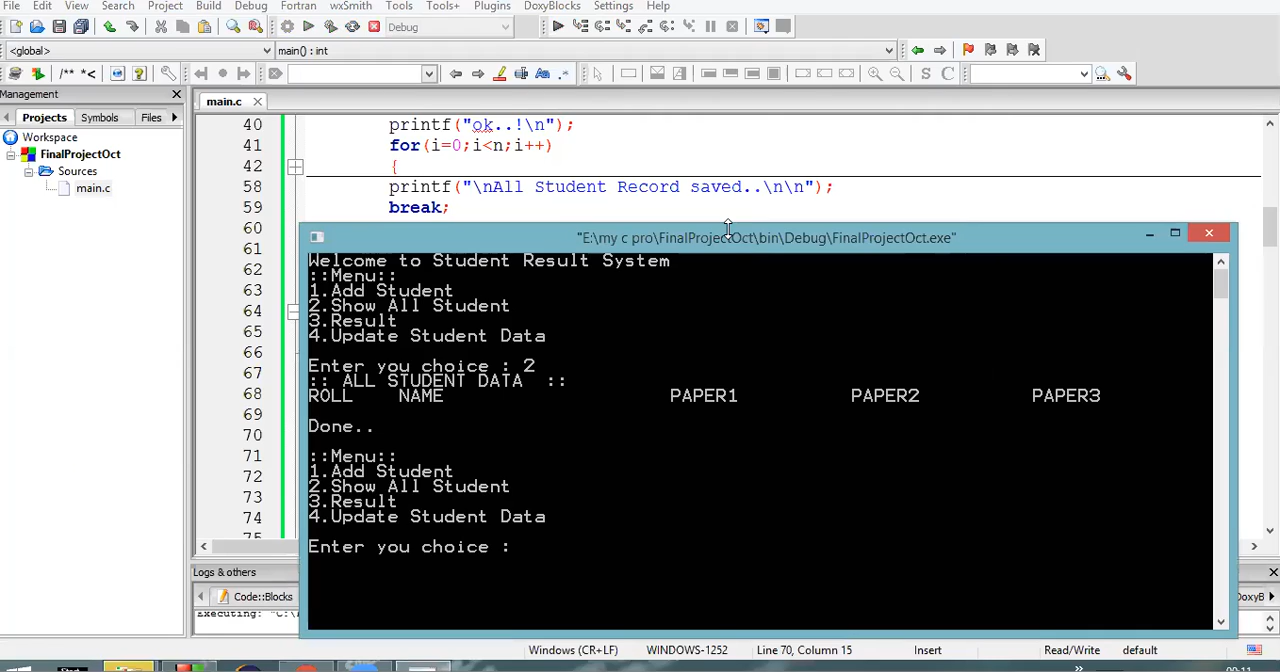 File Edit View Search Project Build Debug Fortran wxSmith Tools Tools+ Plugins DoxyBlocks Settings Help
Debug
<global> main() : int
/** *<
S C
Management
main.c
Projects Symbols Files
Workspace
FinalProjectOct
Sources
main.c
40 printf("ok..!\n");
41 for(i=0;i<n;i++)
42 {
58 printf("\nAll Student Record saved..\n\n");
59 break;
60
61
62
63
64
65
66
67
68
69
70
71
72
73
74
75
"E:\my c pro\FinalProjectOct\bin\Debug\FinalProjectOct.exe"
Welcome to Student Result System
::Menu::
1.Add Student
2.Show All Student
3.Result
4.Update Student Data
Enter you choice : 2
:: ALL STUDENT DATA ::
ROLL NAME PAPER1 PAPER2 PAPER3
Done..
::Menu::
1.Add Student
2.Show All Student
3.Result
4.Update Student Data
Enter you choice :
Logs & others
Code::Blocks
DoxyB
Executing: "C:\
Windows (CR+LF) WINDOWS-1252 Line 70, Column 15 Insert Read/Write default
Start